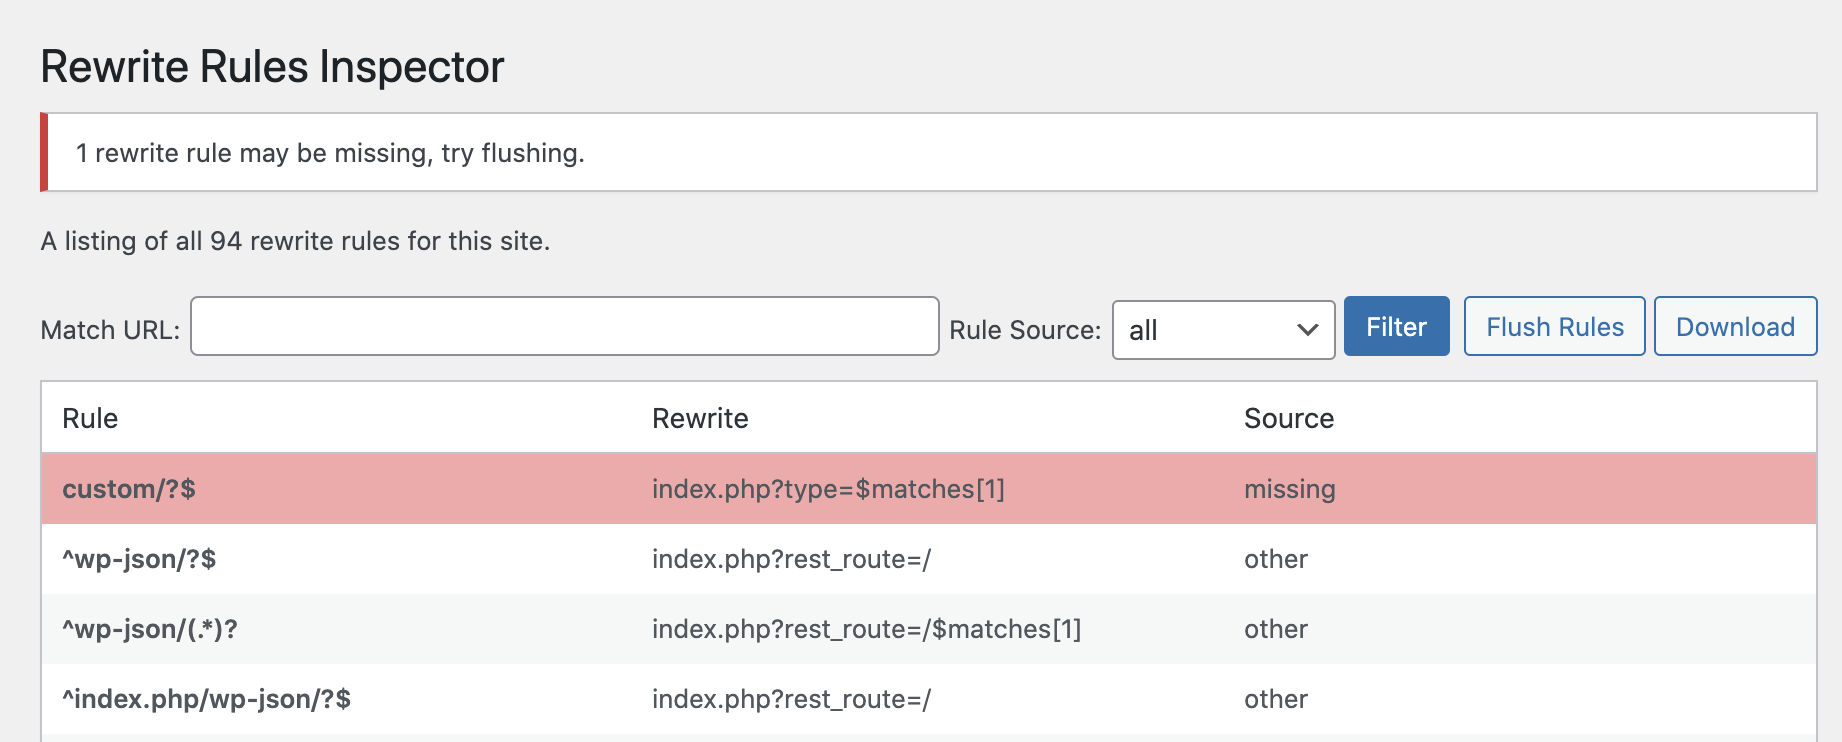 Rewrite Rules Inspector
1 rewrite rule may be missing, try flushing.
A listing of all 94 rewrite rules for this site.
Match URL: Rule Source: all Filter Flush Rules Download
Rule Rewrite Source
custom/?$ index.php?type=$matches[1] missing
^wp-json/?$ index.php?rest_route=/ other
^wp-json/(.*)? index.php?rest_route=/$matches[1] other
^index.php/wp-json/?$ index.php?rest_route=/ other